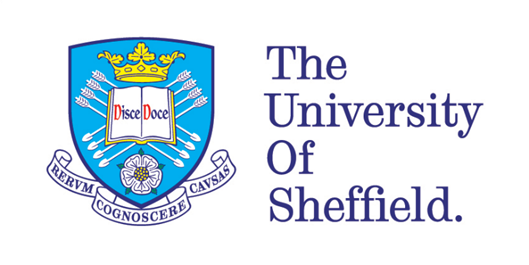 Disce Doce
RERVM
COGNOSCERE
CAVSAS
The
University
Of
Sheffield.